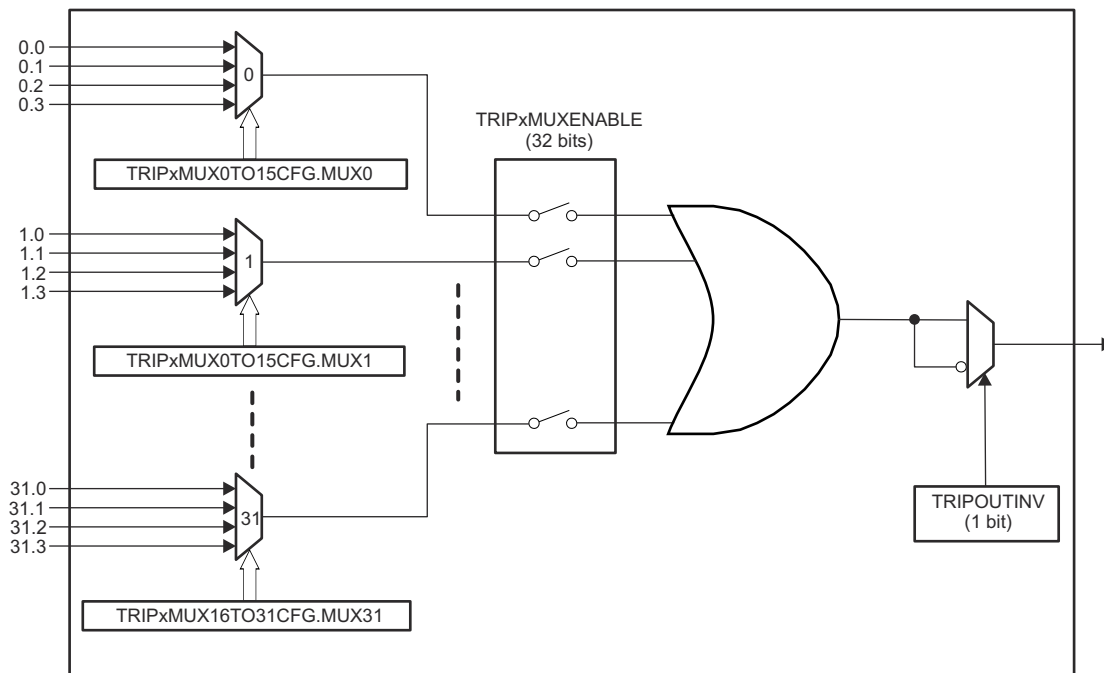 0.0
0.1
0.2
0.3
0
TRIPxMUX0TO15CFG.MUX0
TRIPxMUXENABLE
(32 bits)
1.0
1.1
1.2
1.3
1
TRIPxMUX0TO15CFG.MUX1
31.0
31.1
31.2
31.3
31
TRIPxMUX16TO31CFG.MUX31
TRIPOUTINV
(1 bit)